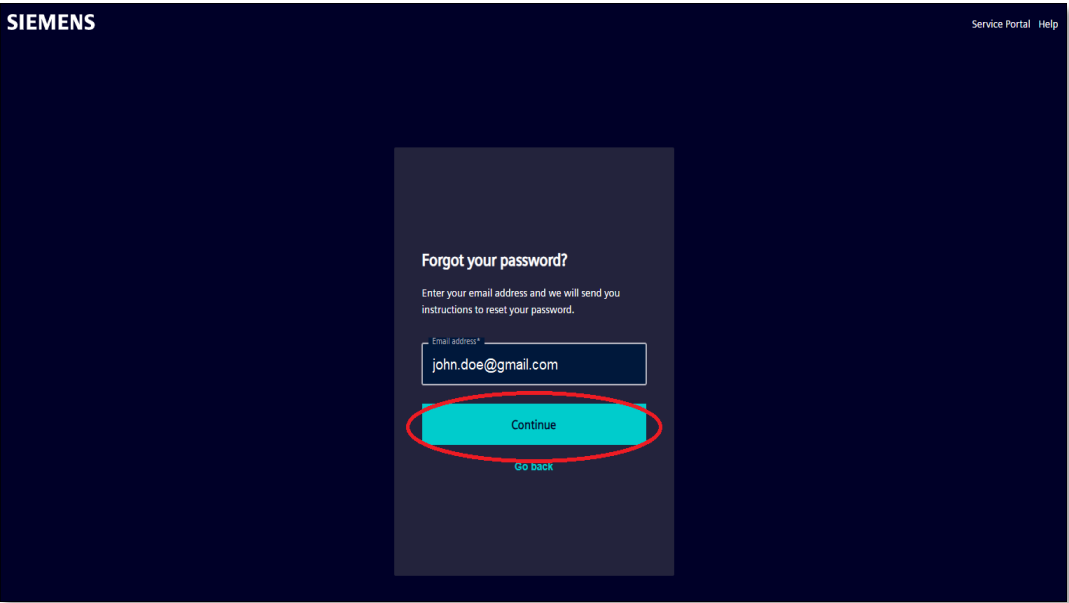 SIEMENS
Service Portal Help
Forgot your password?
Enter your email address and we will send you
instructions to reset your password.
Email address*
john.doe@gmail.com
Continue
Go back